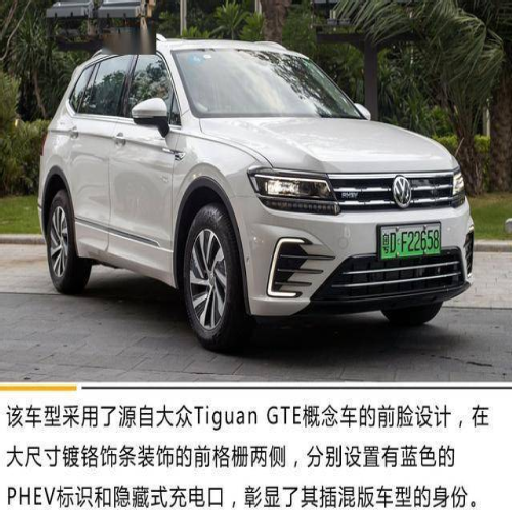 PHEV
粤D·F22658
该车型采用了源自大众Tiguan GTE概念车的前脸设计，在
大尺寸镀铬饰条装饰的前格栅两侧，分别设置有蓝色的
PHEV标识和隐藏式充电口，彰显了其插混版车型的身份。